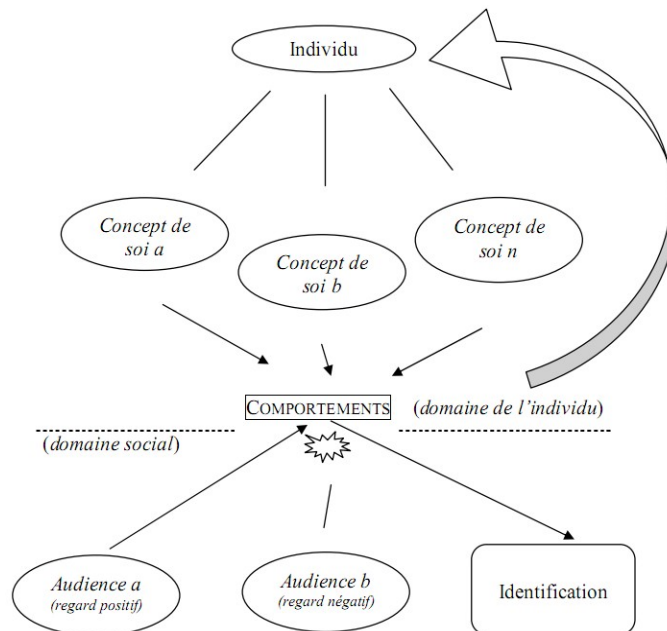 Individu
Concept de
soi a
Concept de
soi b
Concept de
soi n
COMPORTEMENTS
(domaine de l'individu)
(domaine social)
Audience a
(regard positif)
Audience b
(regard négatif)
Identification